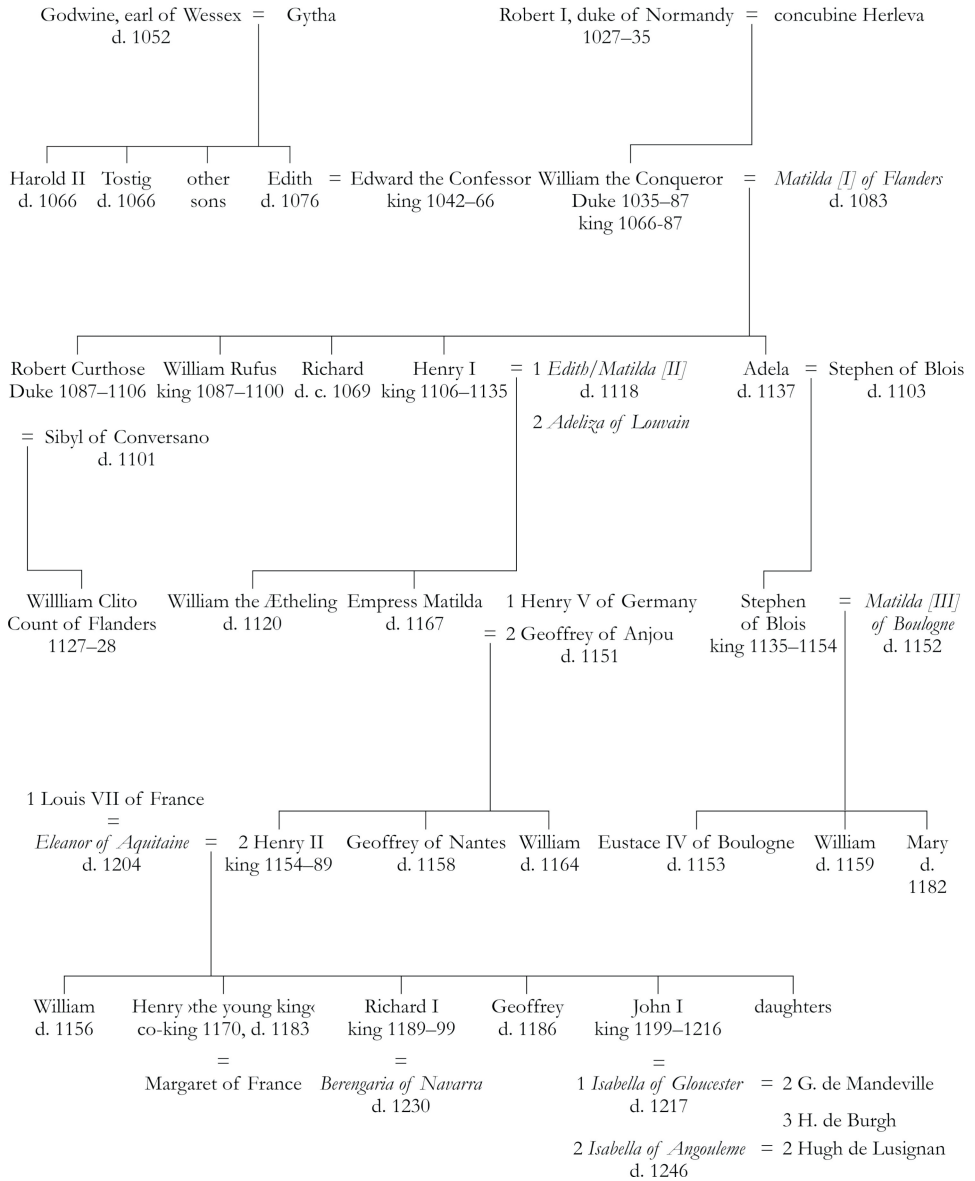 Godwine, earl of Wessex = Gytha
d. 1052
Robert I, duke of Normandy = concubine Herleva
1027–35
Harold II
d. 1066
Tostig
d. 1066
other
sons
Edith = Edward the Confessor
d. 1076
king 1042–66
William the Conqueror = Matilda [I] of Flanders
Duke 1035–87
king 1066-87
d. 1083
Robert Curthose
Duke 1087–1106
= Sibyl of Conversano
d. 1101
William Rufus
king 1087–1100
Richard
d. c. 1069
Henry I
king 1106–1135
= 1 Edith/Matilda [II]
d. 1118
2 Adeliza of Louvain
Adela = Stephen of Blois
d. 1137
d. 1103
Willliam Clito
Count of Flanders
1127–28
William the Ætheling
d. 1120
Empress Matilda
d. 1167
1 Henry V of Germany
= 2 Geoffrey of Anjou
d. 1151
Stephen
of Blois
king 1135–1154
= Matilda [III]
of Boulogne
d. 1152
1 Louis VII of France
=
Eleanor of Aquitaine = 2 Henry II
d. 1204
king 1154–89
Geoffrey of Nantes
d. 1158
William
d. 1164
Eustace IV of Boulogne
d. 1153
William
d. 1159
Mary
d.
1182
William
d. 1156
Henry ›the young king‹
co-king 1170, d. 1183
=
Margaret of France
Richard I
king 1189–99
=
Berengaria of Navarra
d. 1230
Geoffrey
d. 1186
John I
king 1199–1216
=
1 Isabella of Gloucester = 2 G. de Mandeville
d. 1217
3 H. de Burgh
2 Isabella of Angouleme = 2 Hugh de Lusignan
d. 1246
daughters